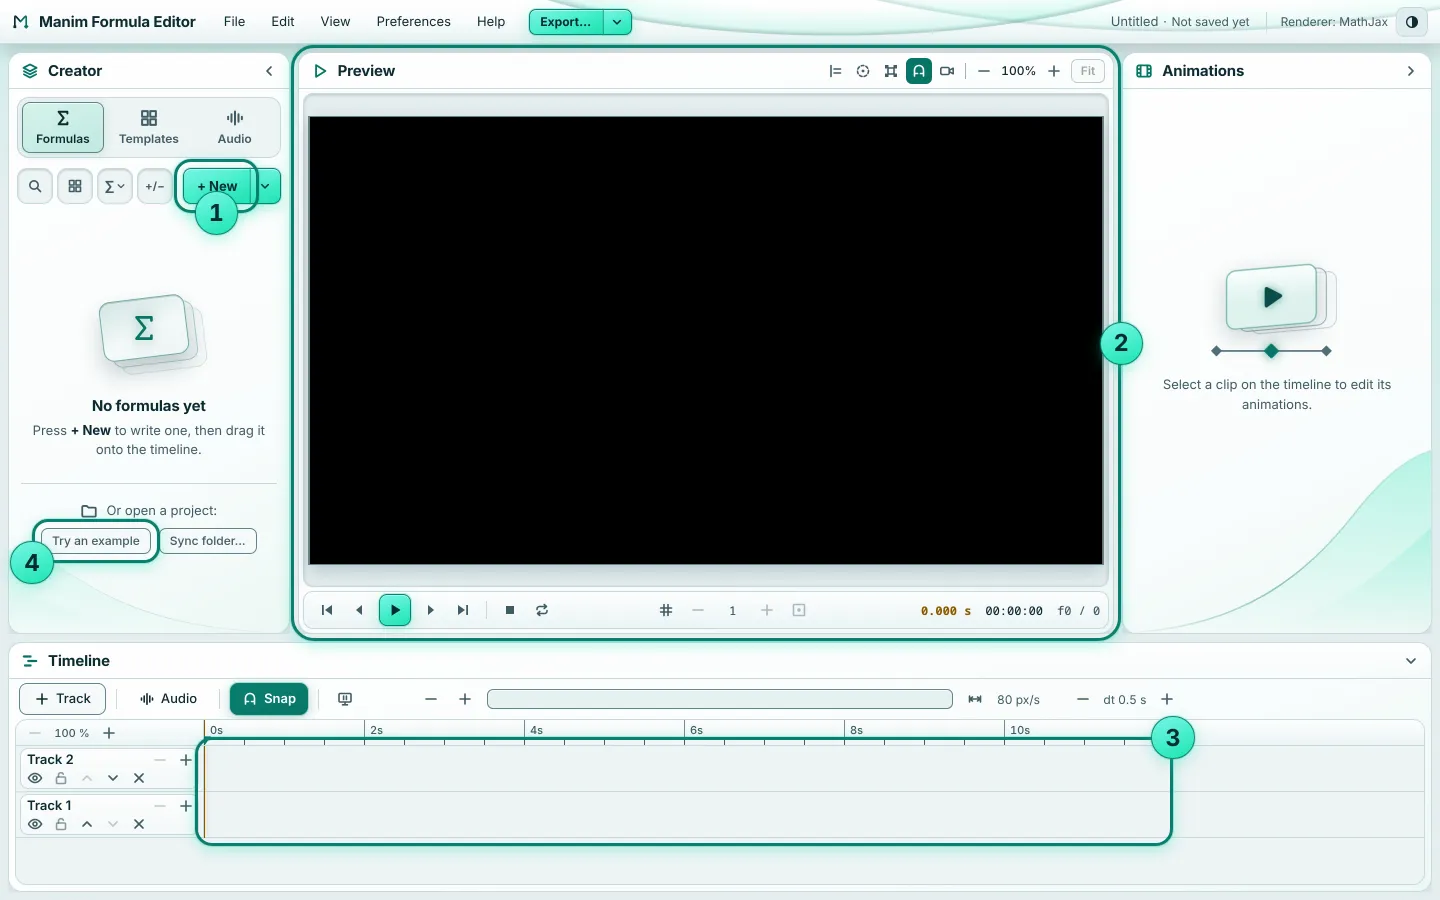 Manim Formula Editor File Edit View Preferences Help Export... Untitled · Not saved yet Renderer: MathJax
Creator
Preview
100%
Fit
Animations
Σ
Formulas
Templates
Audio
Σ
+/−
+ New
1
Σ
No formulas yet
Press + New to write one, then drag it
onto the timeline.
Or open a project:
Try an example
Sync folder...
4
2
Select a clip on the timeline to edit its
animations.
1
0.000 s 00:00:00 f0 / 0
Timeline
+ Track
Audio
Snap
80 px/s
dt 0.5 s
100 %
0s 2s 4s 6s 8s 10s
3
Track 2
Track 1